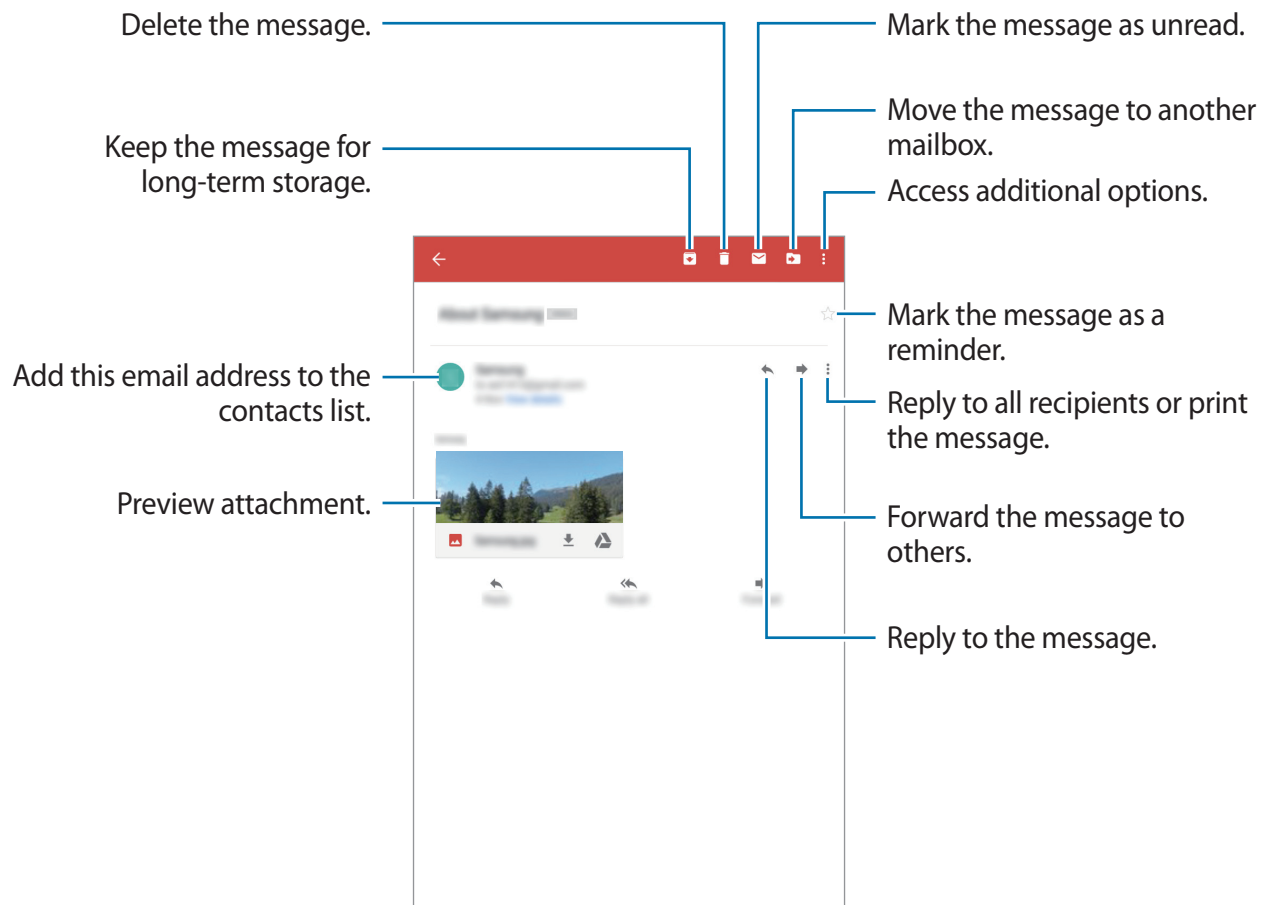 Delete the message.
Mark the message as unread.
Move the message to another
mailbox.
Keep the message for
long-term storage.
Access additional options.
Mark the message as a
reminder.
Add this email address to the
contacts list.
Reply to all recipients or print
the message.
Preview attachment.
Forward the message to
others.
Reply to the message.